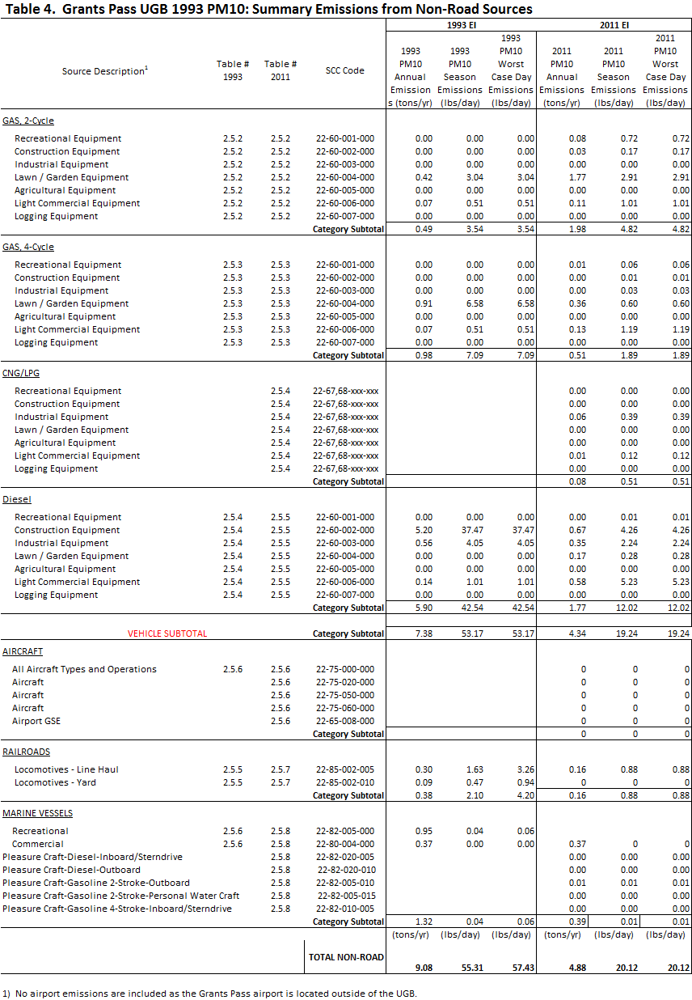 Table 4. Grants Pass UGB 1993 PM10: Summary Emissions from Non-Road Sources
1993 EI 2011 EI
1993 2011
1993 1993 PM10 2011 2011 PM10
PM10 PM10 Worst PM10 PM10 Worst
Source Description1 Table # Table # SCC Code Annual Season Case Day Annual Season Case Day
1993 2011 Emission Emissions Emissions Emissions Emissions Emissions
s (tons/yr) (lbs/day) (lbs/day) (tons/yr) (lbs/day) (lbs/day)
GAS, 2-Cycle
Recreational Equipment 2.5.2 2.5.2 22-60-001-000 0.00 0.00 0.00 0.08 0.72 0.72
Construction Equipment 2.5.2 2.5.2 22-60-002-000 0.00 0.00 0.00 0.03 0.17 0.17
Industrial Equipment 2.5.2 2.5.2 22-60-003-000 0.00 0.00 0.00 0.00 0.00 0.00
Lawn / Garden Equipment 2.5.2 2.5.2 22-60-004-000 0.42 3.04 3.04 1.77 2.91 2.91
Agricultural Equipment 2.5.2 2.5.2 22-60-005-000 0.00 0.00 0.00 0.00 0.00 0.00
Light Commercial Equipment 2.5.2 2.5.2 22-60-006-000 0.07 0.51 0.51 0.11 1.01 1.01
Logging Equipment 2.5.2 2.5.2 22-60-007-000 0.00 0.00 0.00 0.00 0.00 0.00
Category Subtotal 0.49 3.54 3.54 1.98 4.82 4.82
GAS, 4-Cycle
Recreational Equipment 2.5.3 2.5.3 22-60-001-000 0.00 0.00 0.00 0.01 0.06 0.06
Construction Equipment 2.5.3 2.5.3 22-60-002-000 0.00 0.00 0.00 0.00 0.01 0.01
Industrial Equipment 2.5.3 2.5.3 22-60-003-000 0.00 0.00 0.00 0.00 0.03 0.03
Lawn / Garden Equipment 2.5.3 2.5.3 22-60-004-000 0.91 6.58 6.58 0.36 0.60 0.60
Agricultural Equipment 2.5.3 2.5.3 22-60-005-000 0.00 0.00 0.00 0.00 0.00 0.00
Light Commercial Equipment 2.5.3 2.5.3 22-60-006-000 0.07 0.51 0.51 0.13 1.19 1.19
Logging Equipment 2.5.3 2.5.3 22-60-007-000 0.00 0.00 0.00 0.00 0.00 0.00
Category Subtotal 0.98 7.09 7.09 0.51 1.89 1.89
CNG/LPG
Recreational Equipment 2.5.4 22-67,68-xxx-xxx 0.00 0.00 0.00
Construction Equipment 2.5.4 22-67,68-xxx-xxx 0.00 0.00 0.00
Industrial Equipment 2.5.4 22-67,68-xxx-xxx 0.06 0.39 0.39
Lawn / Garden Equipment 2.5.4 22-67,68-xxx-xxx 0.00 0.00 0.00
Agricultural Equipment 2.5.4 22-67,68-xxx-xxx 0.00 0.00 0.00
Light Commercial Equipment 2.5.4 22-67,68-xxx-xxx 0.01 0.12 0.12
Logging Equipment 2.5.4 22-67,68-xxx-xxx 0.00 0.00 0.00
Category Subtotal 0.08 0.51 0.51
Diesel
Recreational Equipment 2.5.4 2.5.5 22-60-001-000 0.00 0.00 0.00 0.00 0.01 0.01
Construction Equipment 2.5.4 2.5.5 22-60-002-000 5.20 37.47 37.47 0.67 4.26 4.26
Industrial Equipment 2.5.4 2.5.5 22-60-003-000 0.56 4.05 4.05 0.35 2.24 2.24
Lawn / Garden Equipment 2.5.4 2.5.5 22-60-004-000 0.00 0.00 0.00 0.17 0.28 0.28
Agricultural Equipment 2.5.4 2.5.5 22-60-005-000 0.00 0.00 0.00 0.00 0.00 0.00
Light Commercial Equipment 2.5.4 2.5.5 22-60-006-000 0.14 1.01 1.01 0.58 5.23 5.23
Logging Equipment 2.5.4 2.5.5 22-60-007-000 0.00 0.00 0.00 0.00 0.00 0.00
Category Subtotal 5.90 42.54 42.54 1.77 12.02 12.02
VEHICLE SUBTOTAL Category Subtotal 7.38 53.17 53.17 4.34 19.24 19.24
AIRCRAFT
All Aircraft Types and Operations 2.5.6 2.5.6 22-75-000-000 0 0 0
Aircraft 2.5.6 22-75-020-000 0 0 0
Aircraft 2.5.6 22-75-050-000 0 0 0
Aircraft 2.5.6 22-75-060-000 0 0 0
Airport GSE 2.5.6 22-65-008-000 0 0 0
Category Subtotal 0 0 0
RAILROADS
Locomotives - Line Haul 2.5.5 2.5.7 22-85-002-005 0.30 1.63 3.26 0.16 0.88 0.88
Locomotives - Yard 2.5.5 2.5.7 22-85-002-010 0.09 0.47 0.94 0 0 0
Category Subtotal 0.38 2.10 4.20 0.16 0.88 0.88
MARINE VESSELS
Recreational 2.5.6 2.5.8 22-82-005-000 0.95 0.04 0.06
Commercial 2.5.6 2.5.8 22-80-004-000 0.37 0.00 0.00 0.37 0 0
Pleasure Craft-Diesel-Inboard/Sterndrive 2.5.8 22-82-020-005 0.00 0.00 0.00
Pleasure Craft-Diesel-Outboard 2.5.8 22-82-020-010 0.00 0.00 0.00
Pleasure Craft-Gasoline 2-Stroke-Outboard 2.5.8 22-82-005-010 0.01 0.01 0.01
Pleasure Craft-Gasoline 2-Stroke-Personal Water Craft 2.5.8 22-82-005-015 0.00 0.00 0.00
Pleasure Craft-Gasoline 4-Stroke-Inboard/Sterndrive 2.5.8 22-82-010-005 0.00 0.00 0.00
Category Subtotal 1.32 0.04 0.06 0.39 0.01 0.01
(tons/yr) (lbs/day) (lbs/day) (tons/yr) (lbs/day) (lbs/day)
TOTAL NON-ROAD
9.08 55.31 57.43 4.88 20.12 20.12
1) No airport emissions are included as the Grants Pass airport is located outside of the UGB.